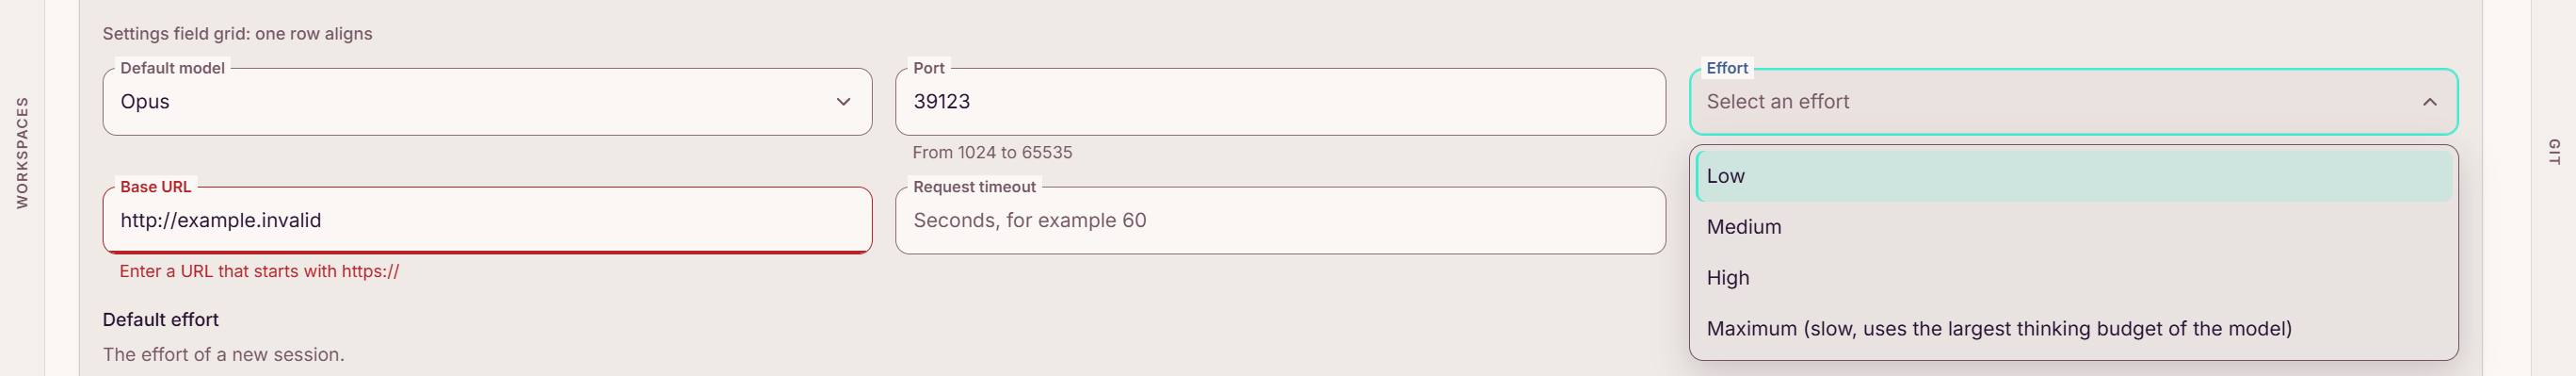 WORKSPACES
Settings field grid: one row aligns
Default model
Opus
Port
39123
From 1024 to 65535
Effort
Select an effort
Low
Medium
High
Maximum (slow, uses the largest thinking budget of the model)
Base URL
http://example.invalid
Enter a URL that starts with https://
Request timeout
Seconds, for example 60
Default effort
The effort of a new session.
GIT